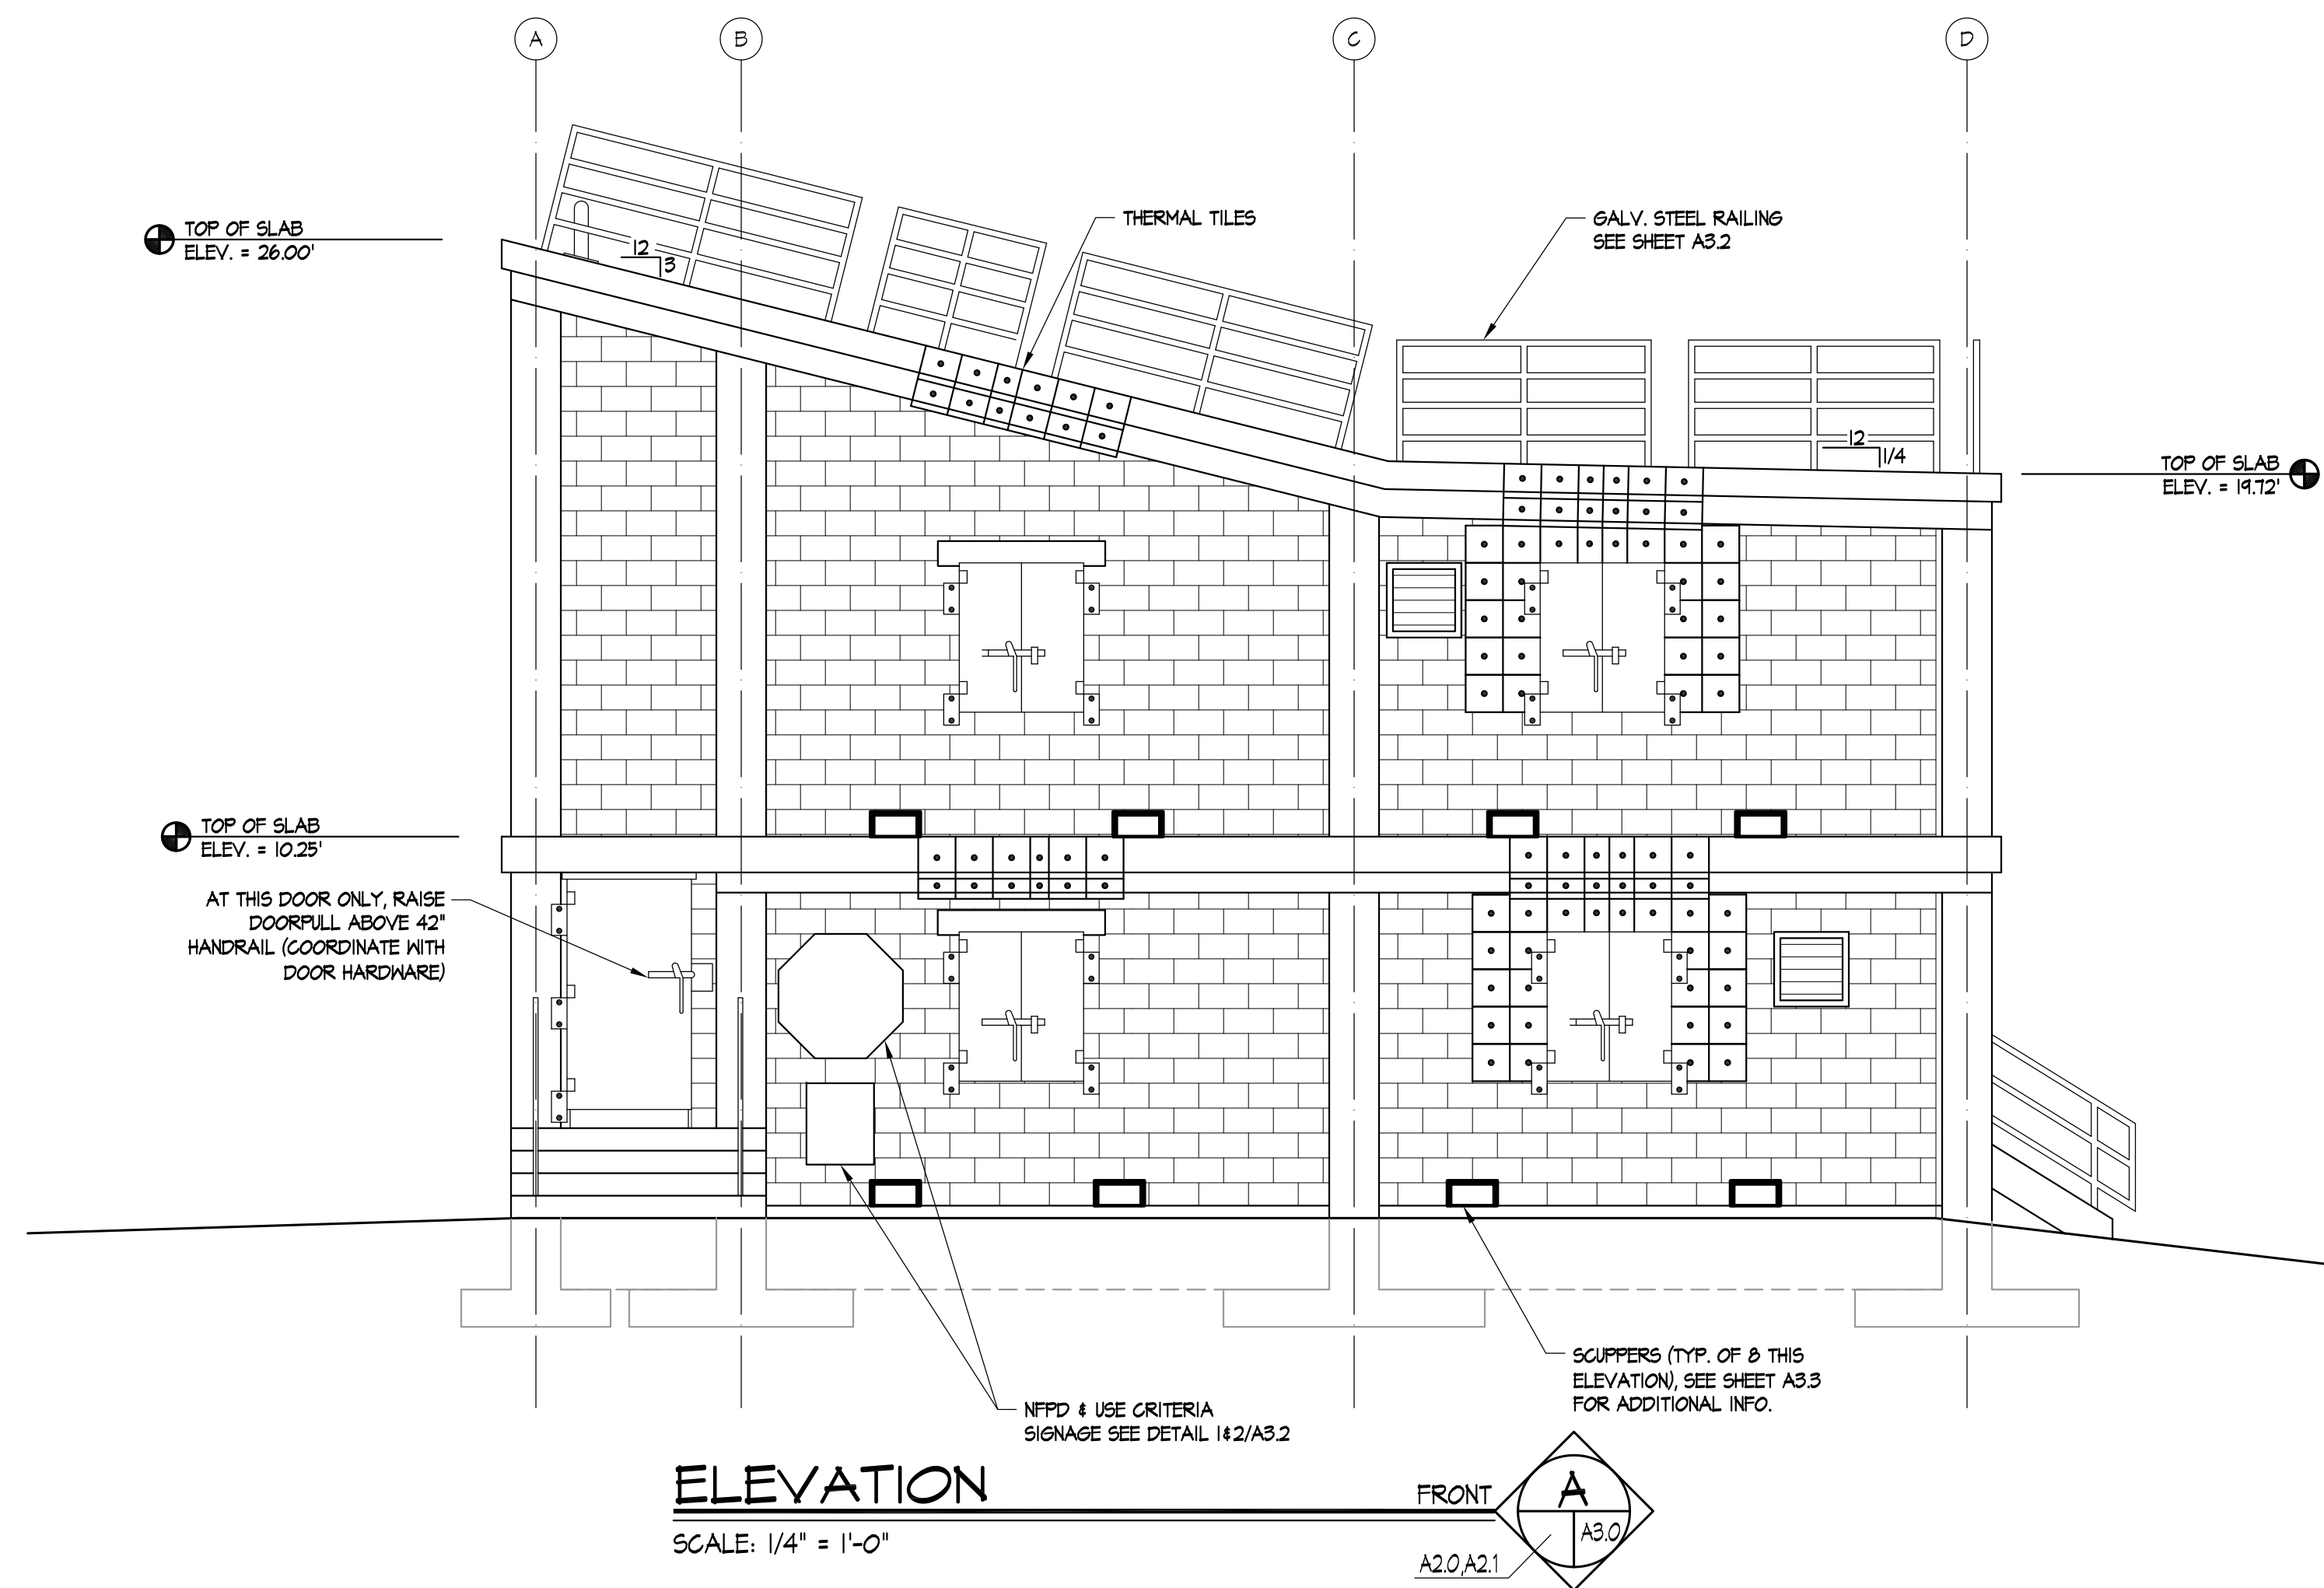 A
B
C
D
TOP OF SLAB
ELEV. = 26.00'
12
3
THERMAL TILES
GALV. STEEL RAILING
SEE SHEET A3.2
12
1/4
TOP OF SLAB
ELEV. = 19.72'
TOP OF SLAB
ELEV. = 10.25'
AT THIS DOOR ONLY, RAISE
DOORPULL ABOVE 42"
HANDRAIL (COORDINATE WITH
DOOR HARDWARE)
SCUPPERS (TYP. OF 8 THIS
ELEVATION), SEE SHEET A3.3
FOR ADDITIONAL INFO.
NFPD & USE CRITERIA
SIGNAGE SEE DETAIL 1&2/A3.2
ELEVATION
FRONT
SCALE: 1/4" = 1'-0"
A
A3.0
A2.0,A2.1